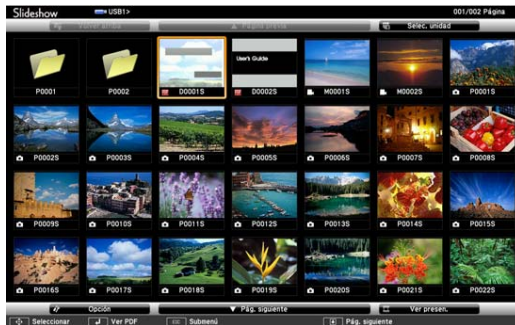 Slideshow USB1> 001/002 Página
Volver arriba ▲ Página previa Selec. unidad
P0001 P0002 D0001S D0002S M0001S M0002S P0001S
User's Guide
P0002S P0003S P0004S P0005S P0006S P0007S P0008S
P0009S P0010S P0011S P0012S P0013S P0014S P0015S
P0016S P0017S P0018S P0019S P0020S P0021S P0022S
Opción ▼ Pág. siguiente Ver presen.
Seleccionar Ver PDF Esc Submenú Pág. siguiente